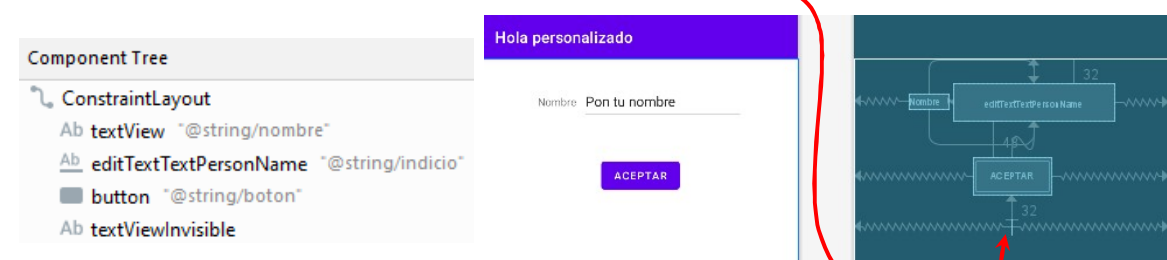 Component Tree
ConstraintLayout
Ab textView "@string/nombre"
Ab editTextTextPersonName "@string/indicio"
button "@string/boton"
Ab textViewInvisible
Hola personalizado
Nombre Pon tu nombre
ACEPTAR
32
Nombre editTextTextPersonName
48
ACEPTAR
32